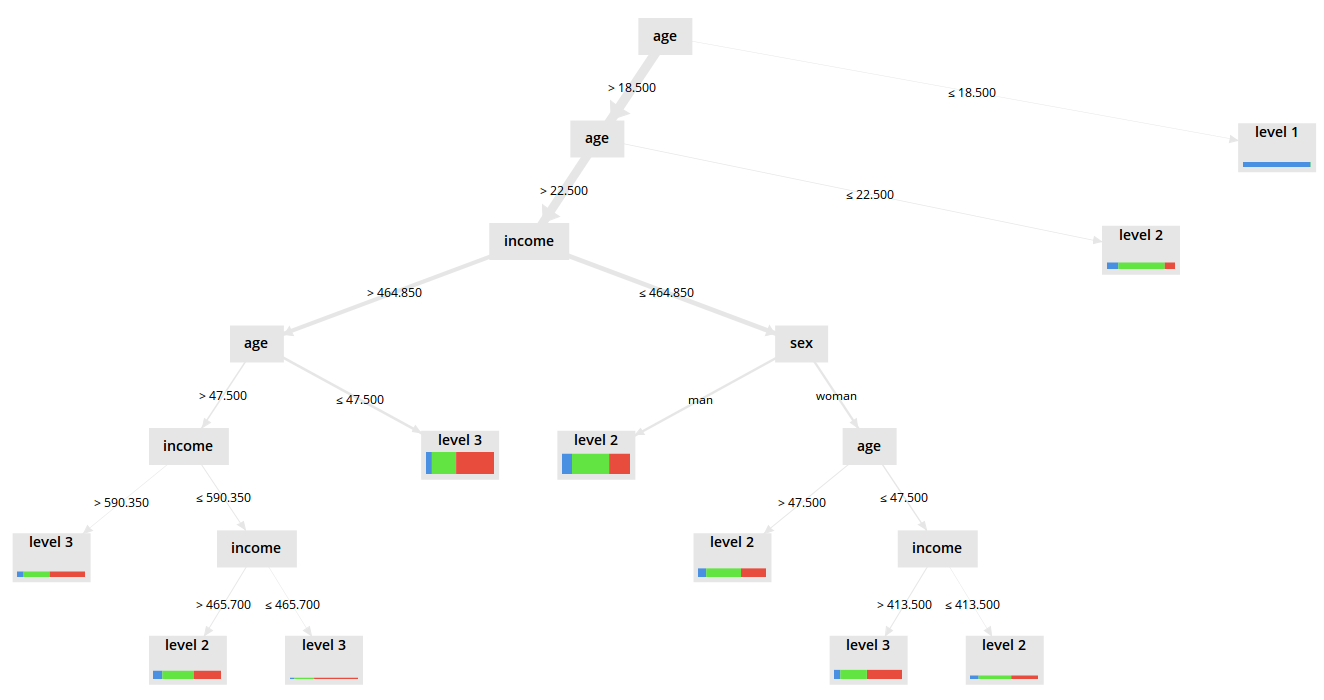 age
> 18.500
≤ 18.500
age
level 1
> 22.500
≤ 22.500
income
level 2
> 464.850
≤ 464.850
age
sex
> 47.500
≤ 47.500
man
woman
income
level 3
level 2
age
> 590.350
≤ 590.350
> 47.500
≤ 47.500
level 3
income
level 2
income
> 465.700
≤ 465.700
> 413.500
≤ 413.500
level 2
level 3
level 3
level 2